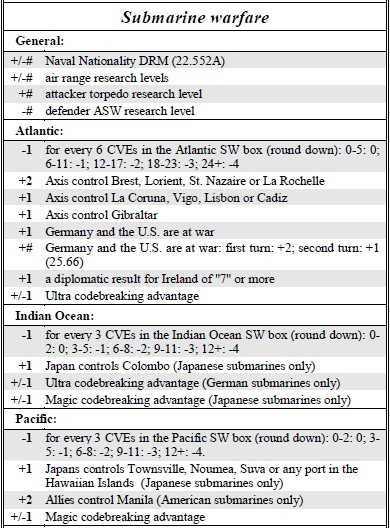 Submarine warfare
General:
+/-# Naval Nationality DRM (22.552A)
+/-# air range research levels
+# attacker torpedo research level
-# defender ASW research level
Atlantic:
-1 for every 6 CVEs in the Atlantic SW box (round down): 0-5: 0;
6-11: -1; 12-17: -2; 18-23: -3; 24+: -4
+2 Axis control Brest, Lorient, St. Nazaire or La Rochelle
+1 Axis control La Coruna, Vigo, Lisbon or Cadiz
+1 Axis control Gibraltar
+1 Germany and the U.S. are at war
+# Germany and the U.S. are at war: first turn: +2; second turn: +1
(25.66)
+1 a diplomatic result for Ireland of "7" or more
+/-1 Ultra codebreaking advantage
Indian Ocean:
-1 for every 3 CVEs in the Indian Ocean SW box (round down): 0-
2: 0; 3-5: -1; 6-8: -2; 9-11: -3; 12+: -4
+1 Japan controls Colombo (Japanese submarines only)
+/-1 Ultra codebreaking advantage (German submarines only)
+/-1 Magic codebreaking advantage (Japanese submarines only)
Pacific:
-1 for every 3 CVEs in the Pacific SW box (round down): 0-2: 0; 3-
5: -1; 6-8: -2; 9-11: -3; 12+: -4.
+1 Japans controls Townsville, Noumea, Suva or any port in the
Hawaiian Islands (Japanese submarines only)
+2 Allies control Manila (American submarines only)
+/-1 Magic codebreaking advantage